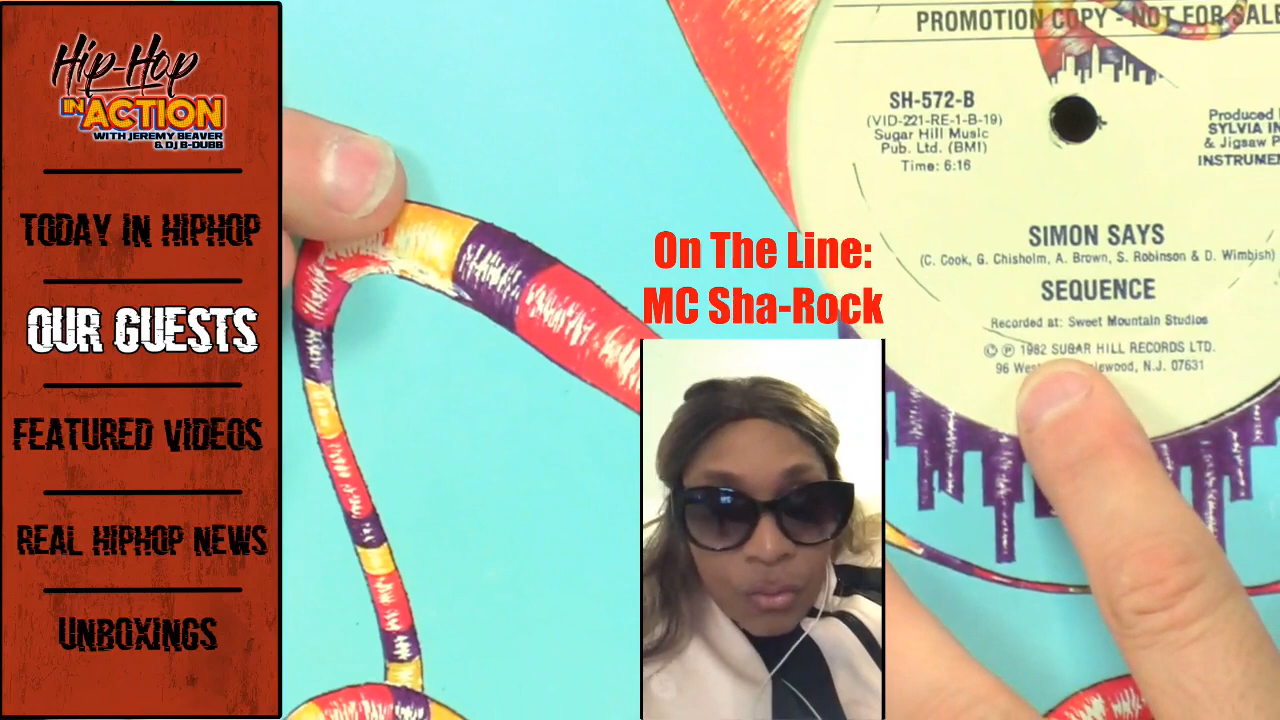 Hip-Hop
IN ACTION
WITH JEREMY BEAVER
& DJ B-DUBB
TODAY IN HIPHOP
OUR GUESTS
FEATURED VIDEOS
REAL HIPHOP NEWS
UNBOXINGS
On The Line:
MC Sha-Rock
PROMOTION COPY - NOT FOR SALE
SH-572-B
(VID-221-RE-1-B-19)
Sugar Hill Music
Pub. Ltd. (BMI)
Time: 6:16
Produced
SYLVIA
& Jigsaw
SIMON SAYS
(C. Cook, G. Chisholm, A. Brown, S. Robinson & D. Wimbish)
SEQUENCE
Recorded at: Sweet Mountain Studios
© ℗ 1982 SUGAR HILL RECORDS LTD.
96 West N.J. 07631